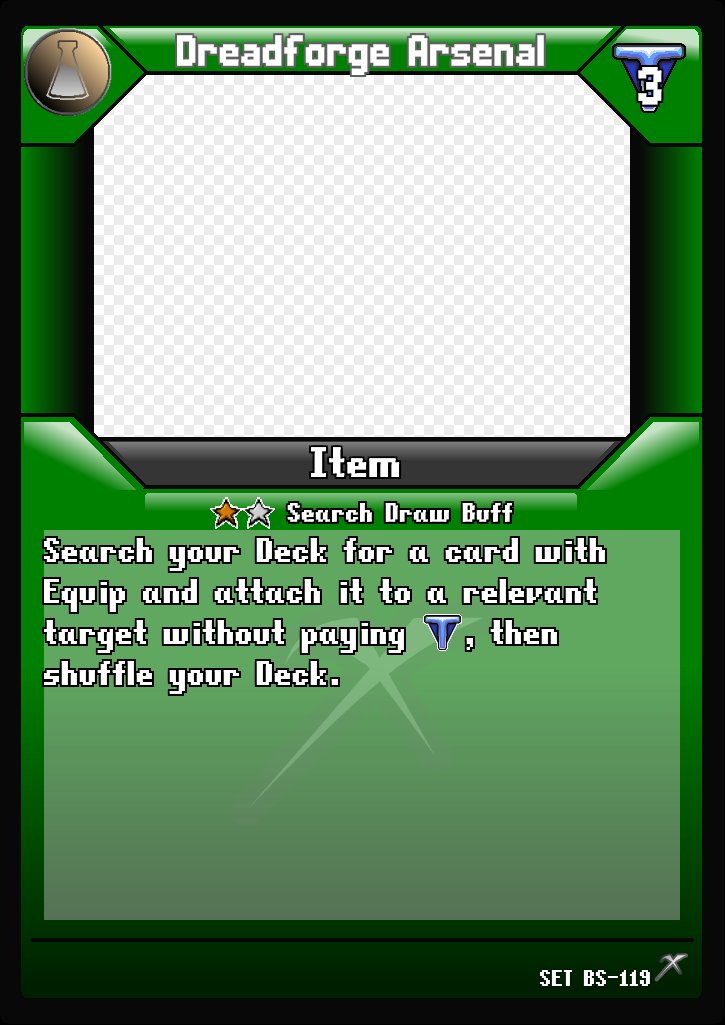 Dreadforge Arsenal
3
Item
Search Draw Buff
Search your Deck for a card with
Equip and attach it to a relevant
target without paying T, then
shuffle your Deck.
SET BS-119